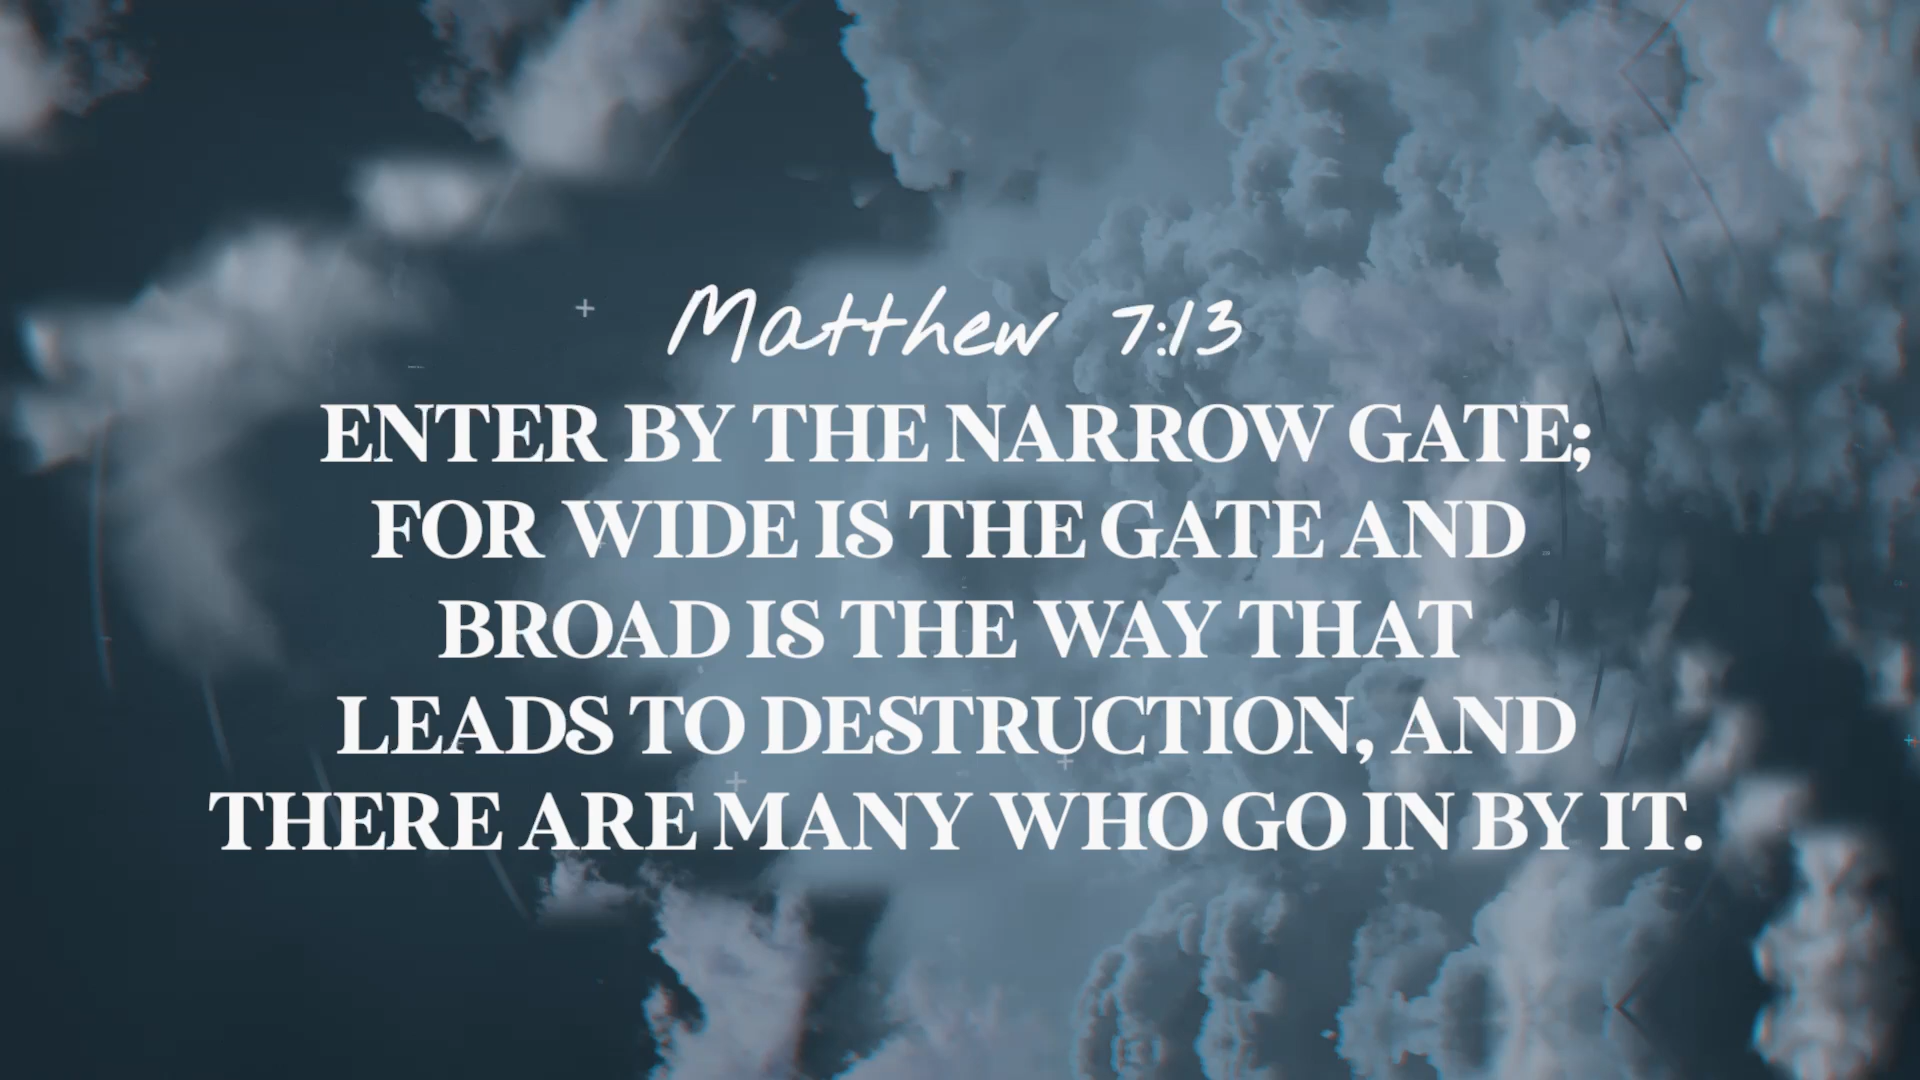 Matthew 7:13
ENTER BY THE NARROW GATE;
FOR WIDE IS THE GATE AND
BROAD IS THE WAY THAT
LEADS TO DESTRUCTION, AND
THERE ARE MANY WHO GO IN BY IT.